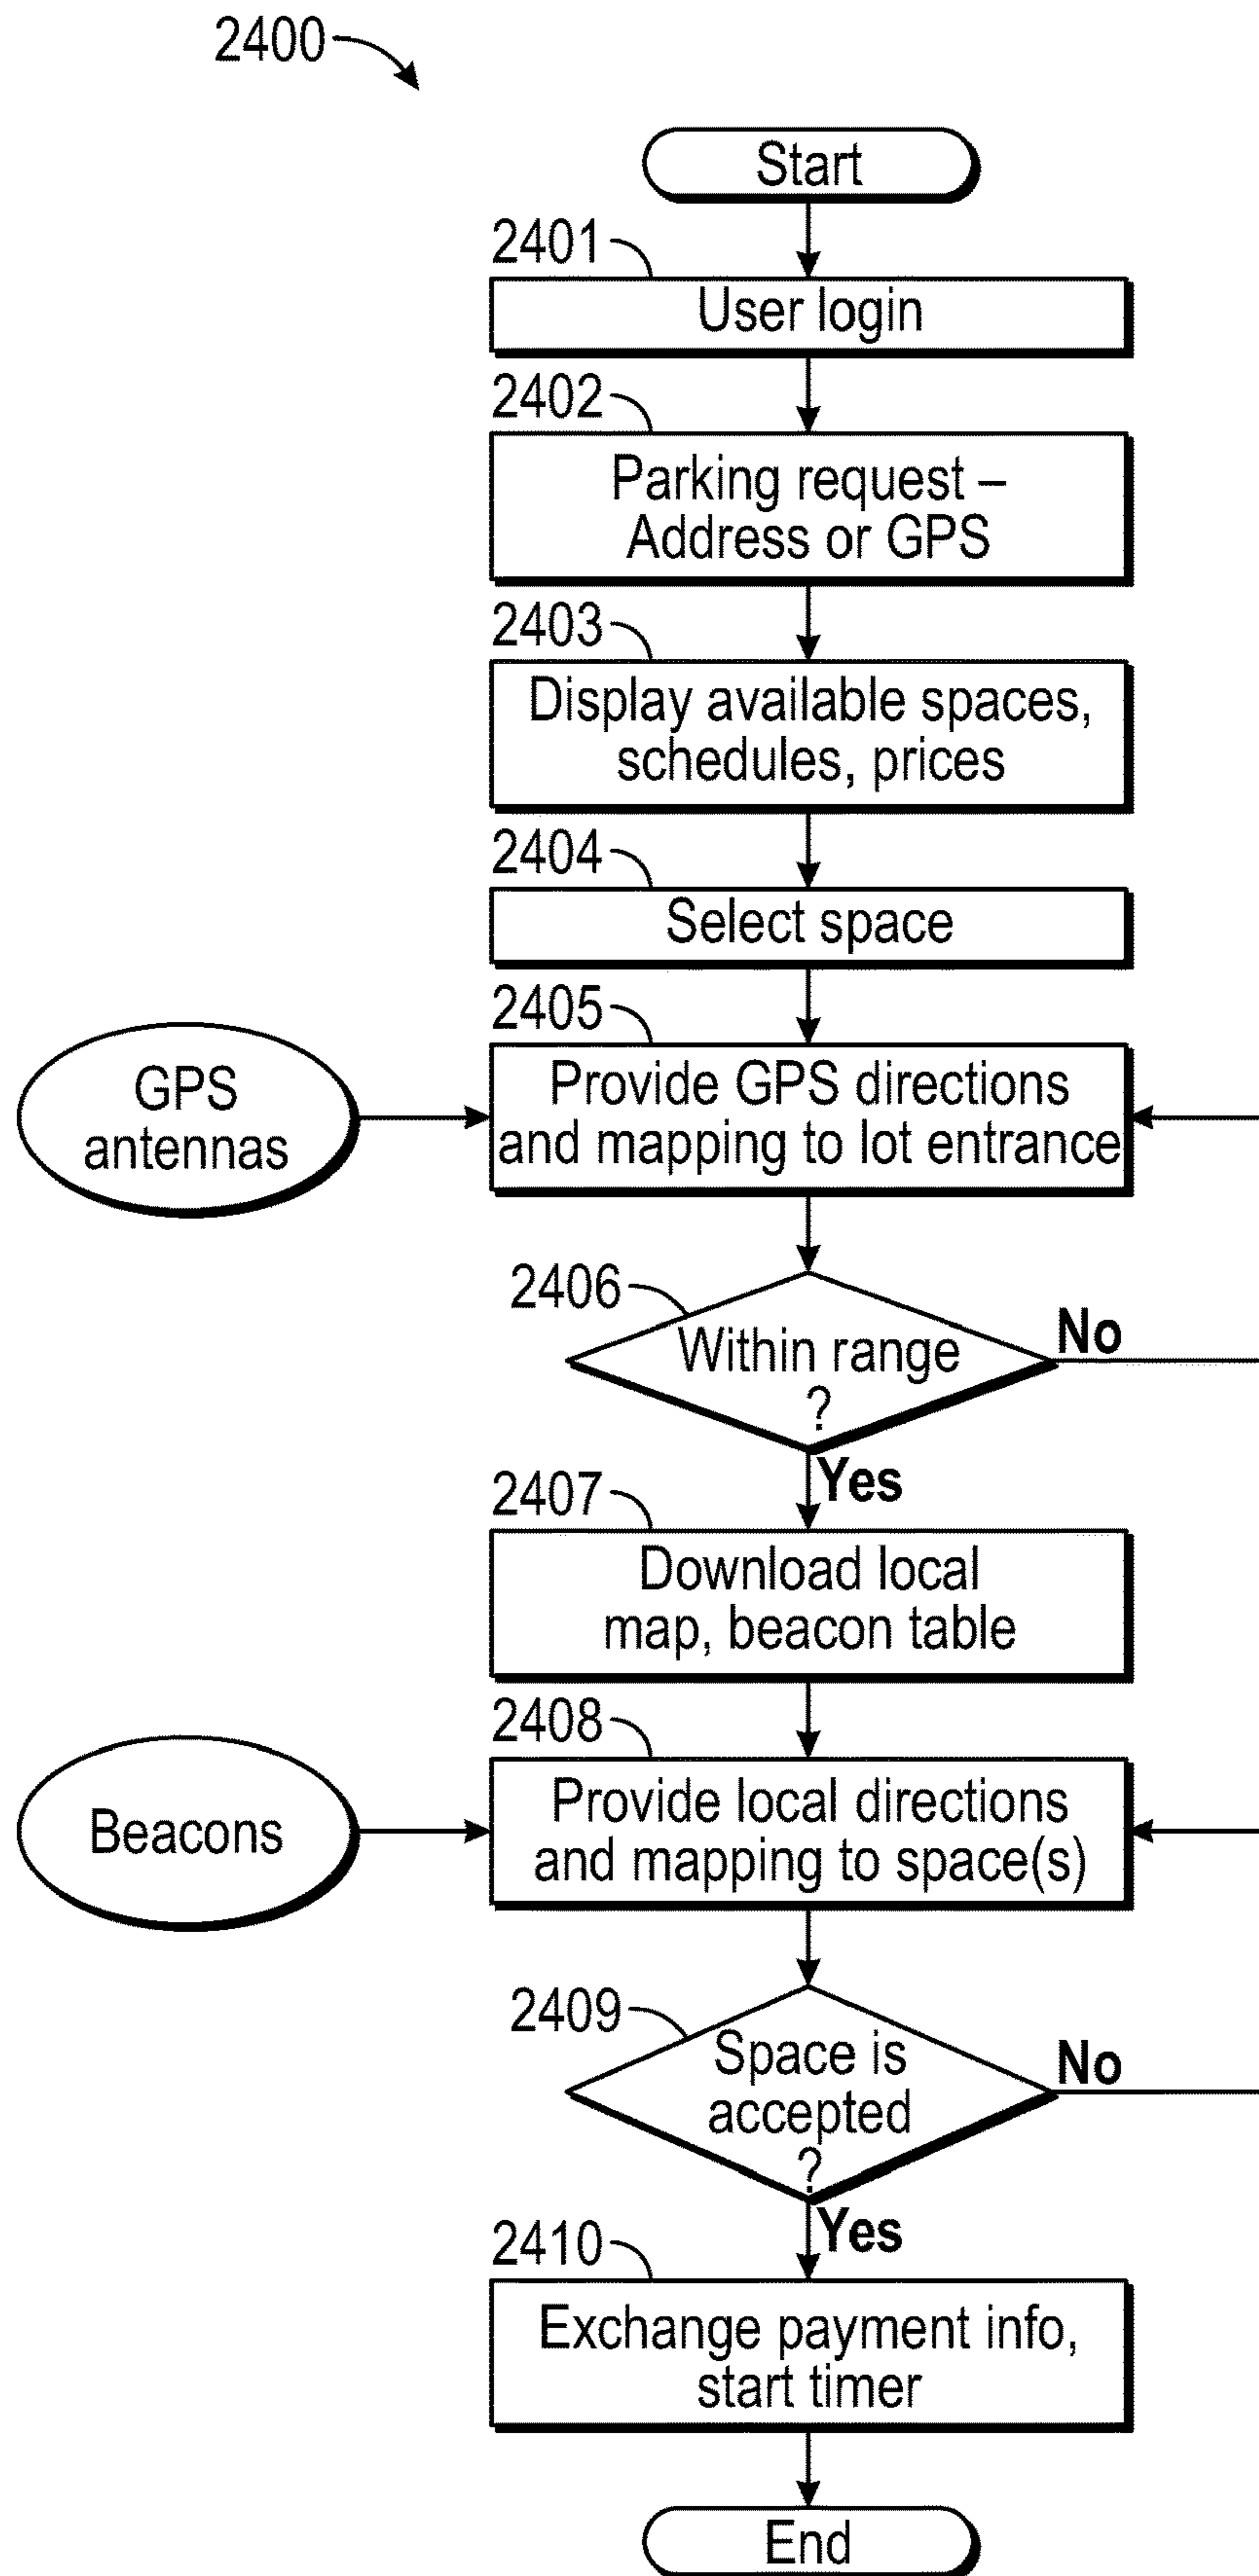 2400
Start
2401
User login
2402
Parking request –
Address or GPS
2403
Display available spaces,
schedules, prices
2404
Select space
2405
GPS
antennas
Provide GPS directions
and mapping to lot entrance
2406
Within range
?
No
Yes
2407
Download local
map, beacon table
2408
Beacons
Provide local directions
and mapping to space(s)
2409
Space is
accepted
?
No
Yes
2410
Exchange payment info,
start timer
End